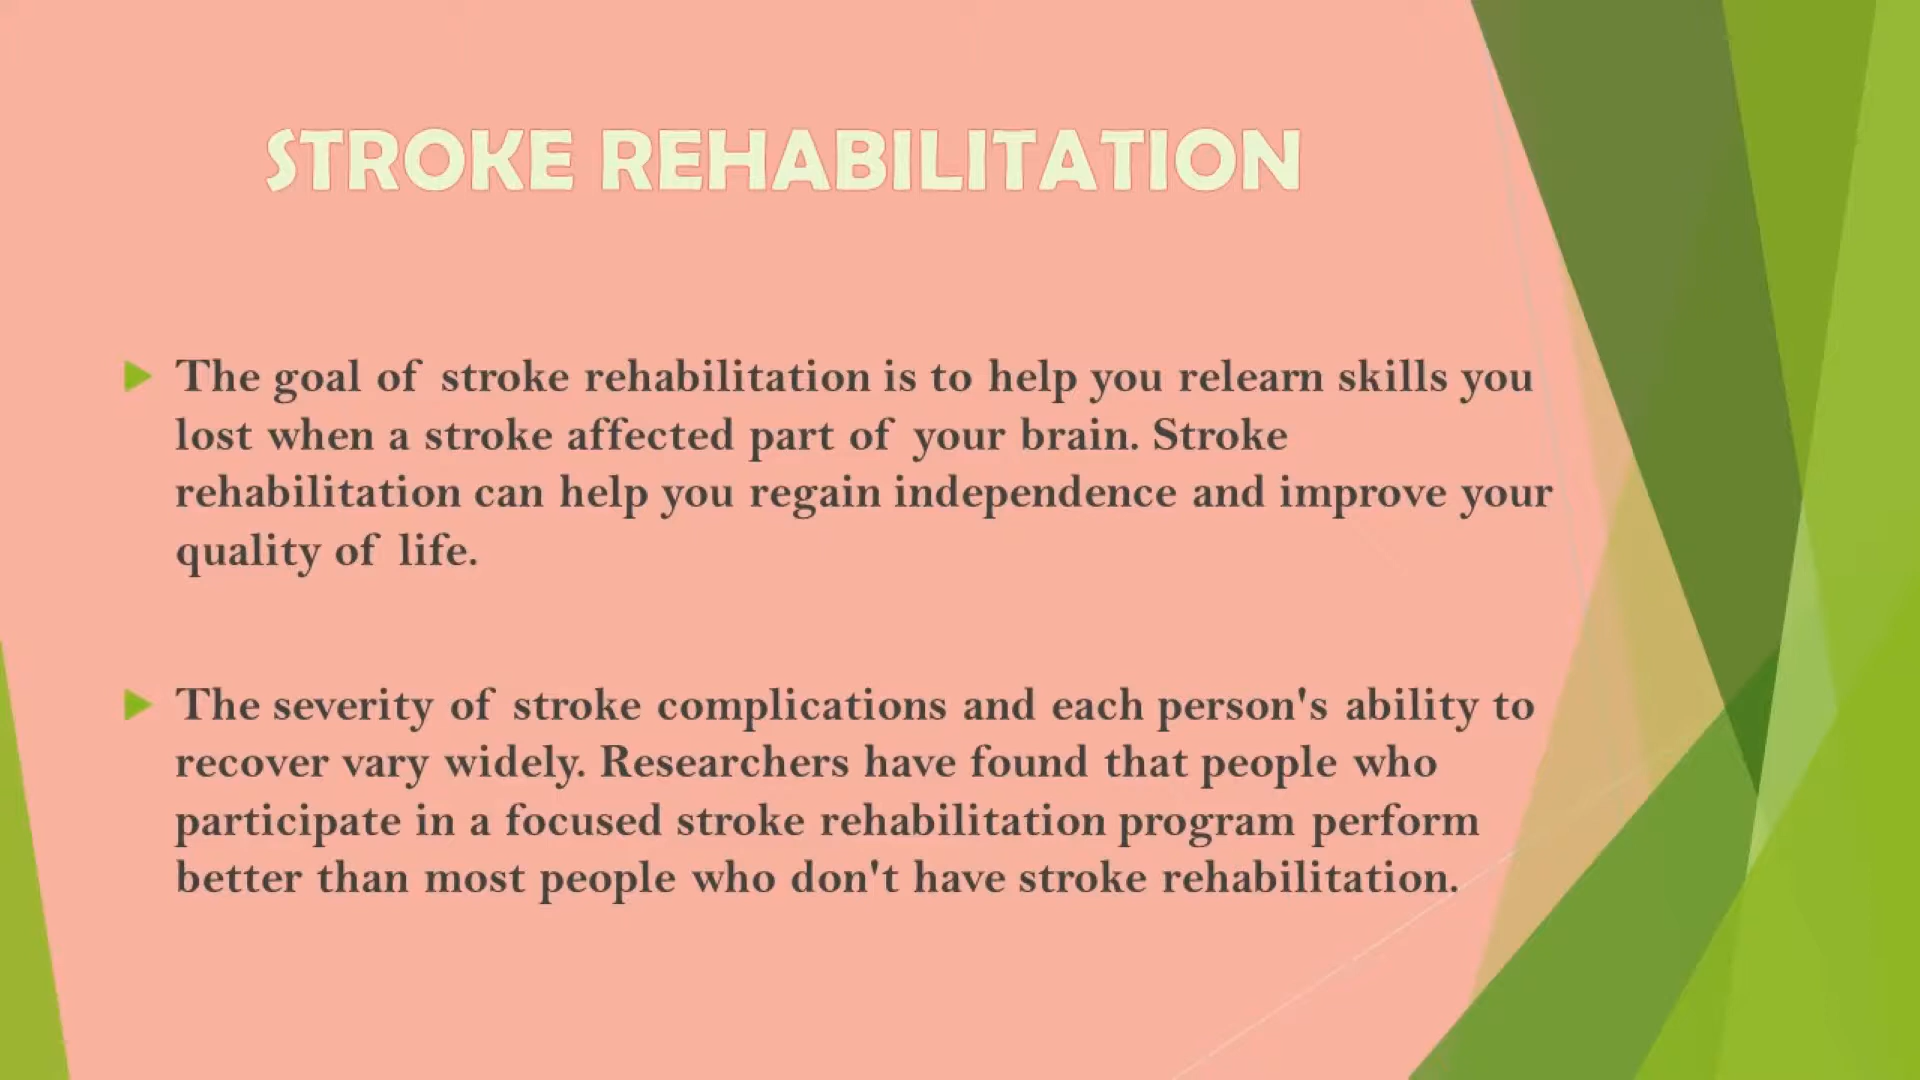 STROKE REHABILITATION
The goal of stroke rehabilitation is to help you relearn skills you
lost when a stroke affected part of your brain. Stroke
rehabilitation can help you regain independence and improve your
quality of life.
The severity of stroke complications and each person's ability to
recover vary widely. Researchers have found that people who
participate in a focused stroke rehabilitation program perform
better than most people who don't have stroke rehabilitation.